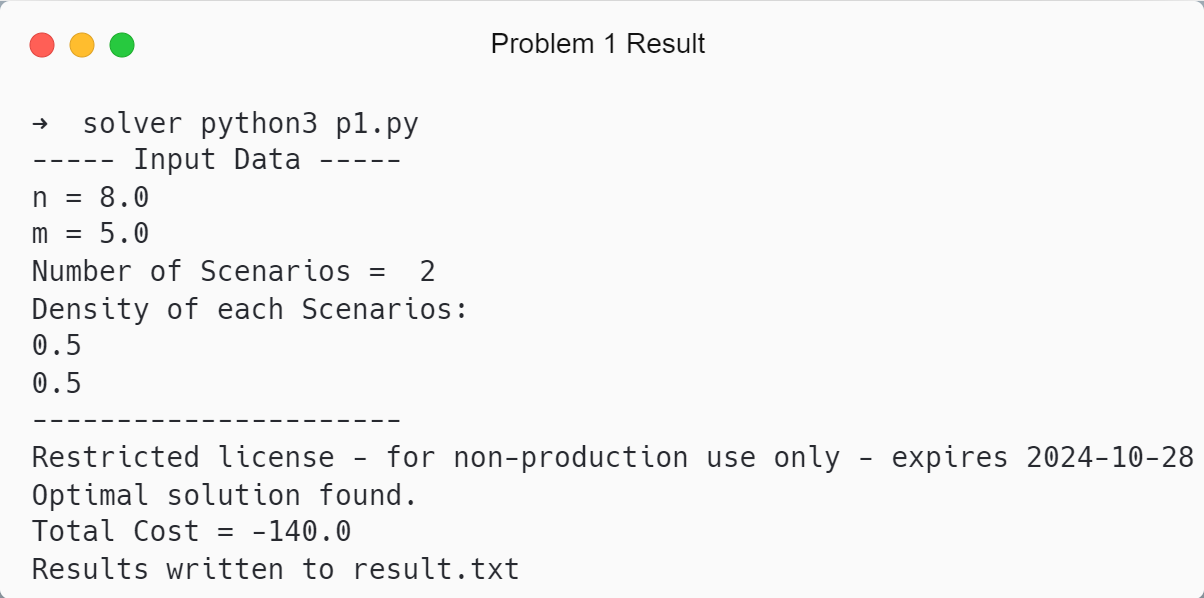 Problem 1 Result
➜  solver python3 p1.py
----- Input Data -----
n = 8.0
m = 5.0
Number of Scenarios =  2
Density of each Scenarios:
0.5
0.5
----------------------
Restricted license - for non-production use only - expires 2024-10-28
Optimal solution found.
Total Cost = -140.0
Results written to result.txt